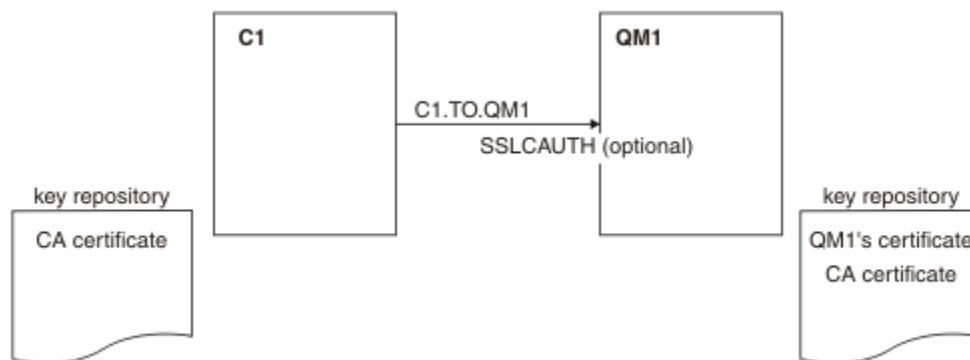 C1
QM1
C1.TO.QM1
SSLCAUTH (optional)
key repository
CA certificate
key repository
QM1's certificate
CA certificate